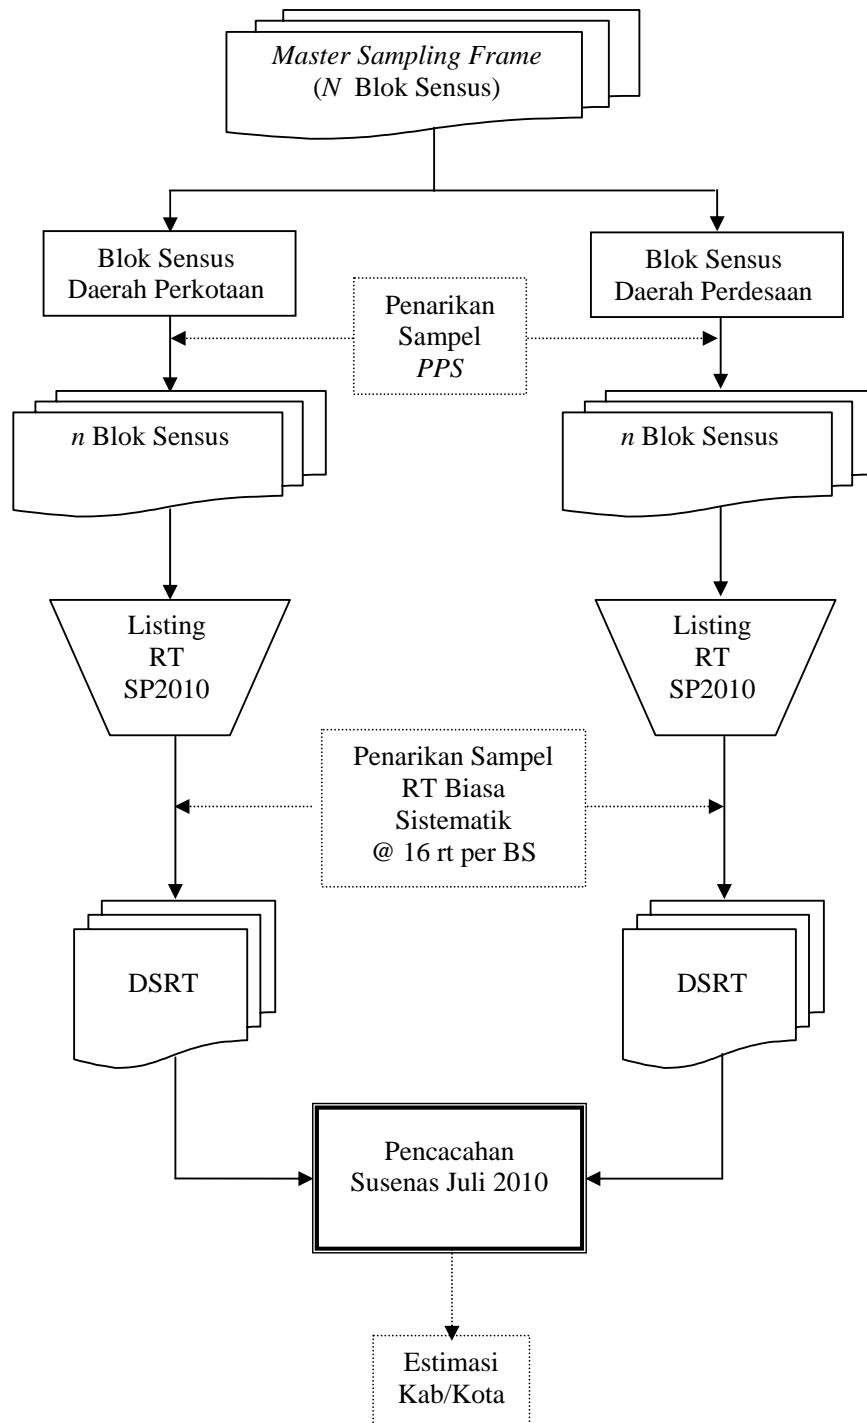 Master Sampling Frame
(N Blok Sensus)
Blok Sensus
Daerah Perkotaan
Blok Sensus
Daerah Perdesaan
Penarikan
Sampel
PPS
n Blok Sensus
n Blok Sensus
Listing
RT
SP2010
Listing
RT
SP2010
Penarikan Sampel
RT Biasa
Sistematik
@ 16 rt per BS
DSRT
DSRT
Pencacahan
Susenas Juli 2010
Estimasi
Kab/Kota